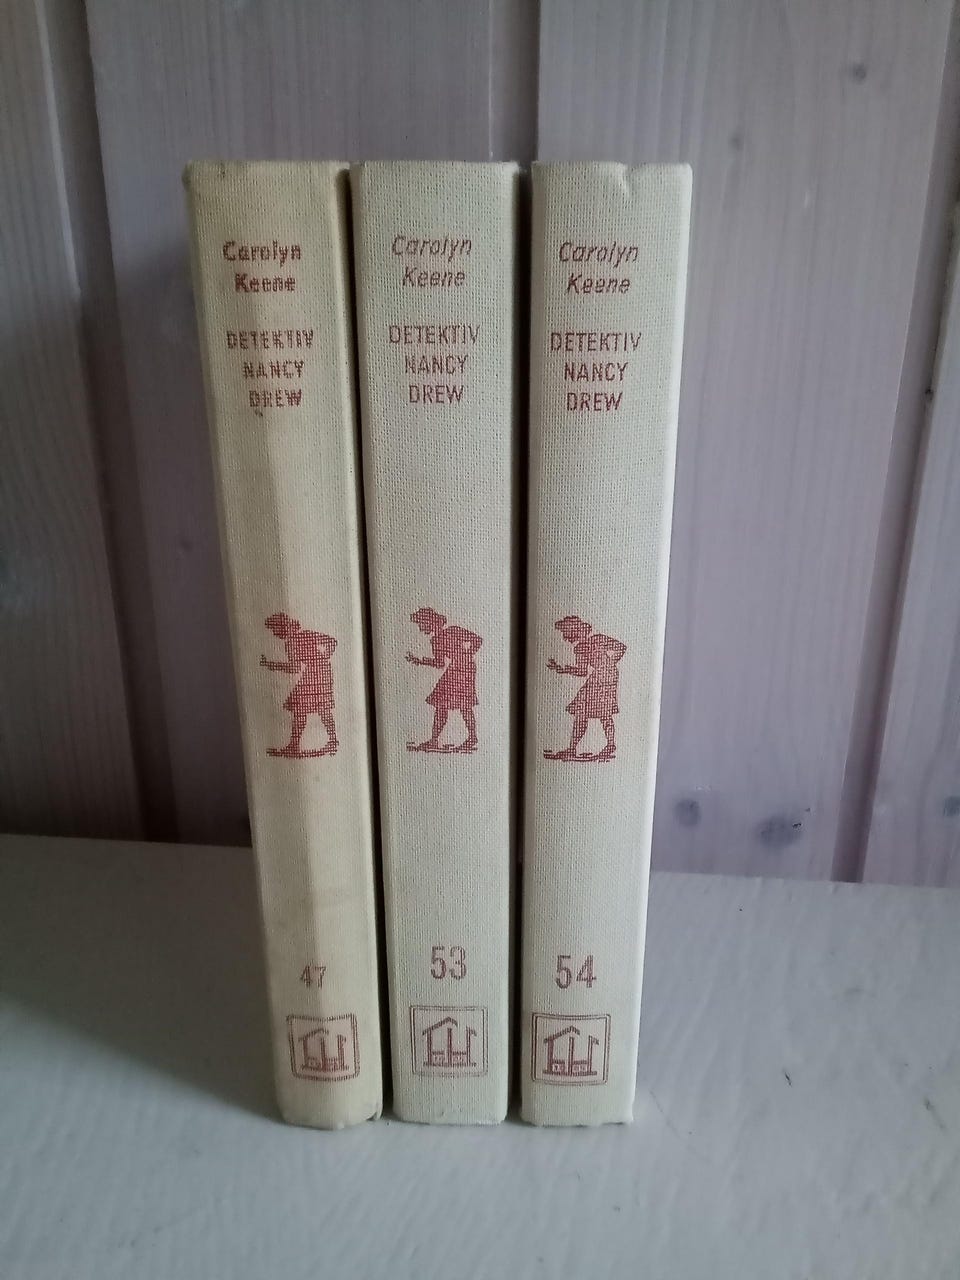 Carolyn
Keene
DETEKTIV
NANCY
DREW
47
Carolyn
Keene
DETEKTIV
NANCY
DREW
53
Carolyn
Keene
DETEKTIV
NANCY
DREW
54